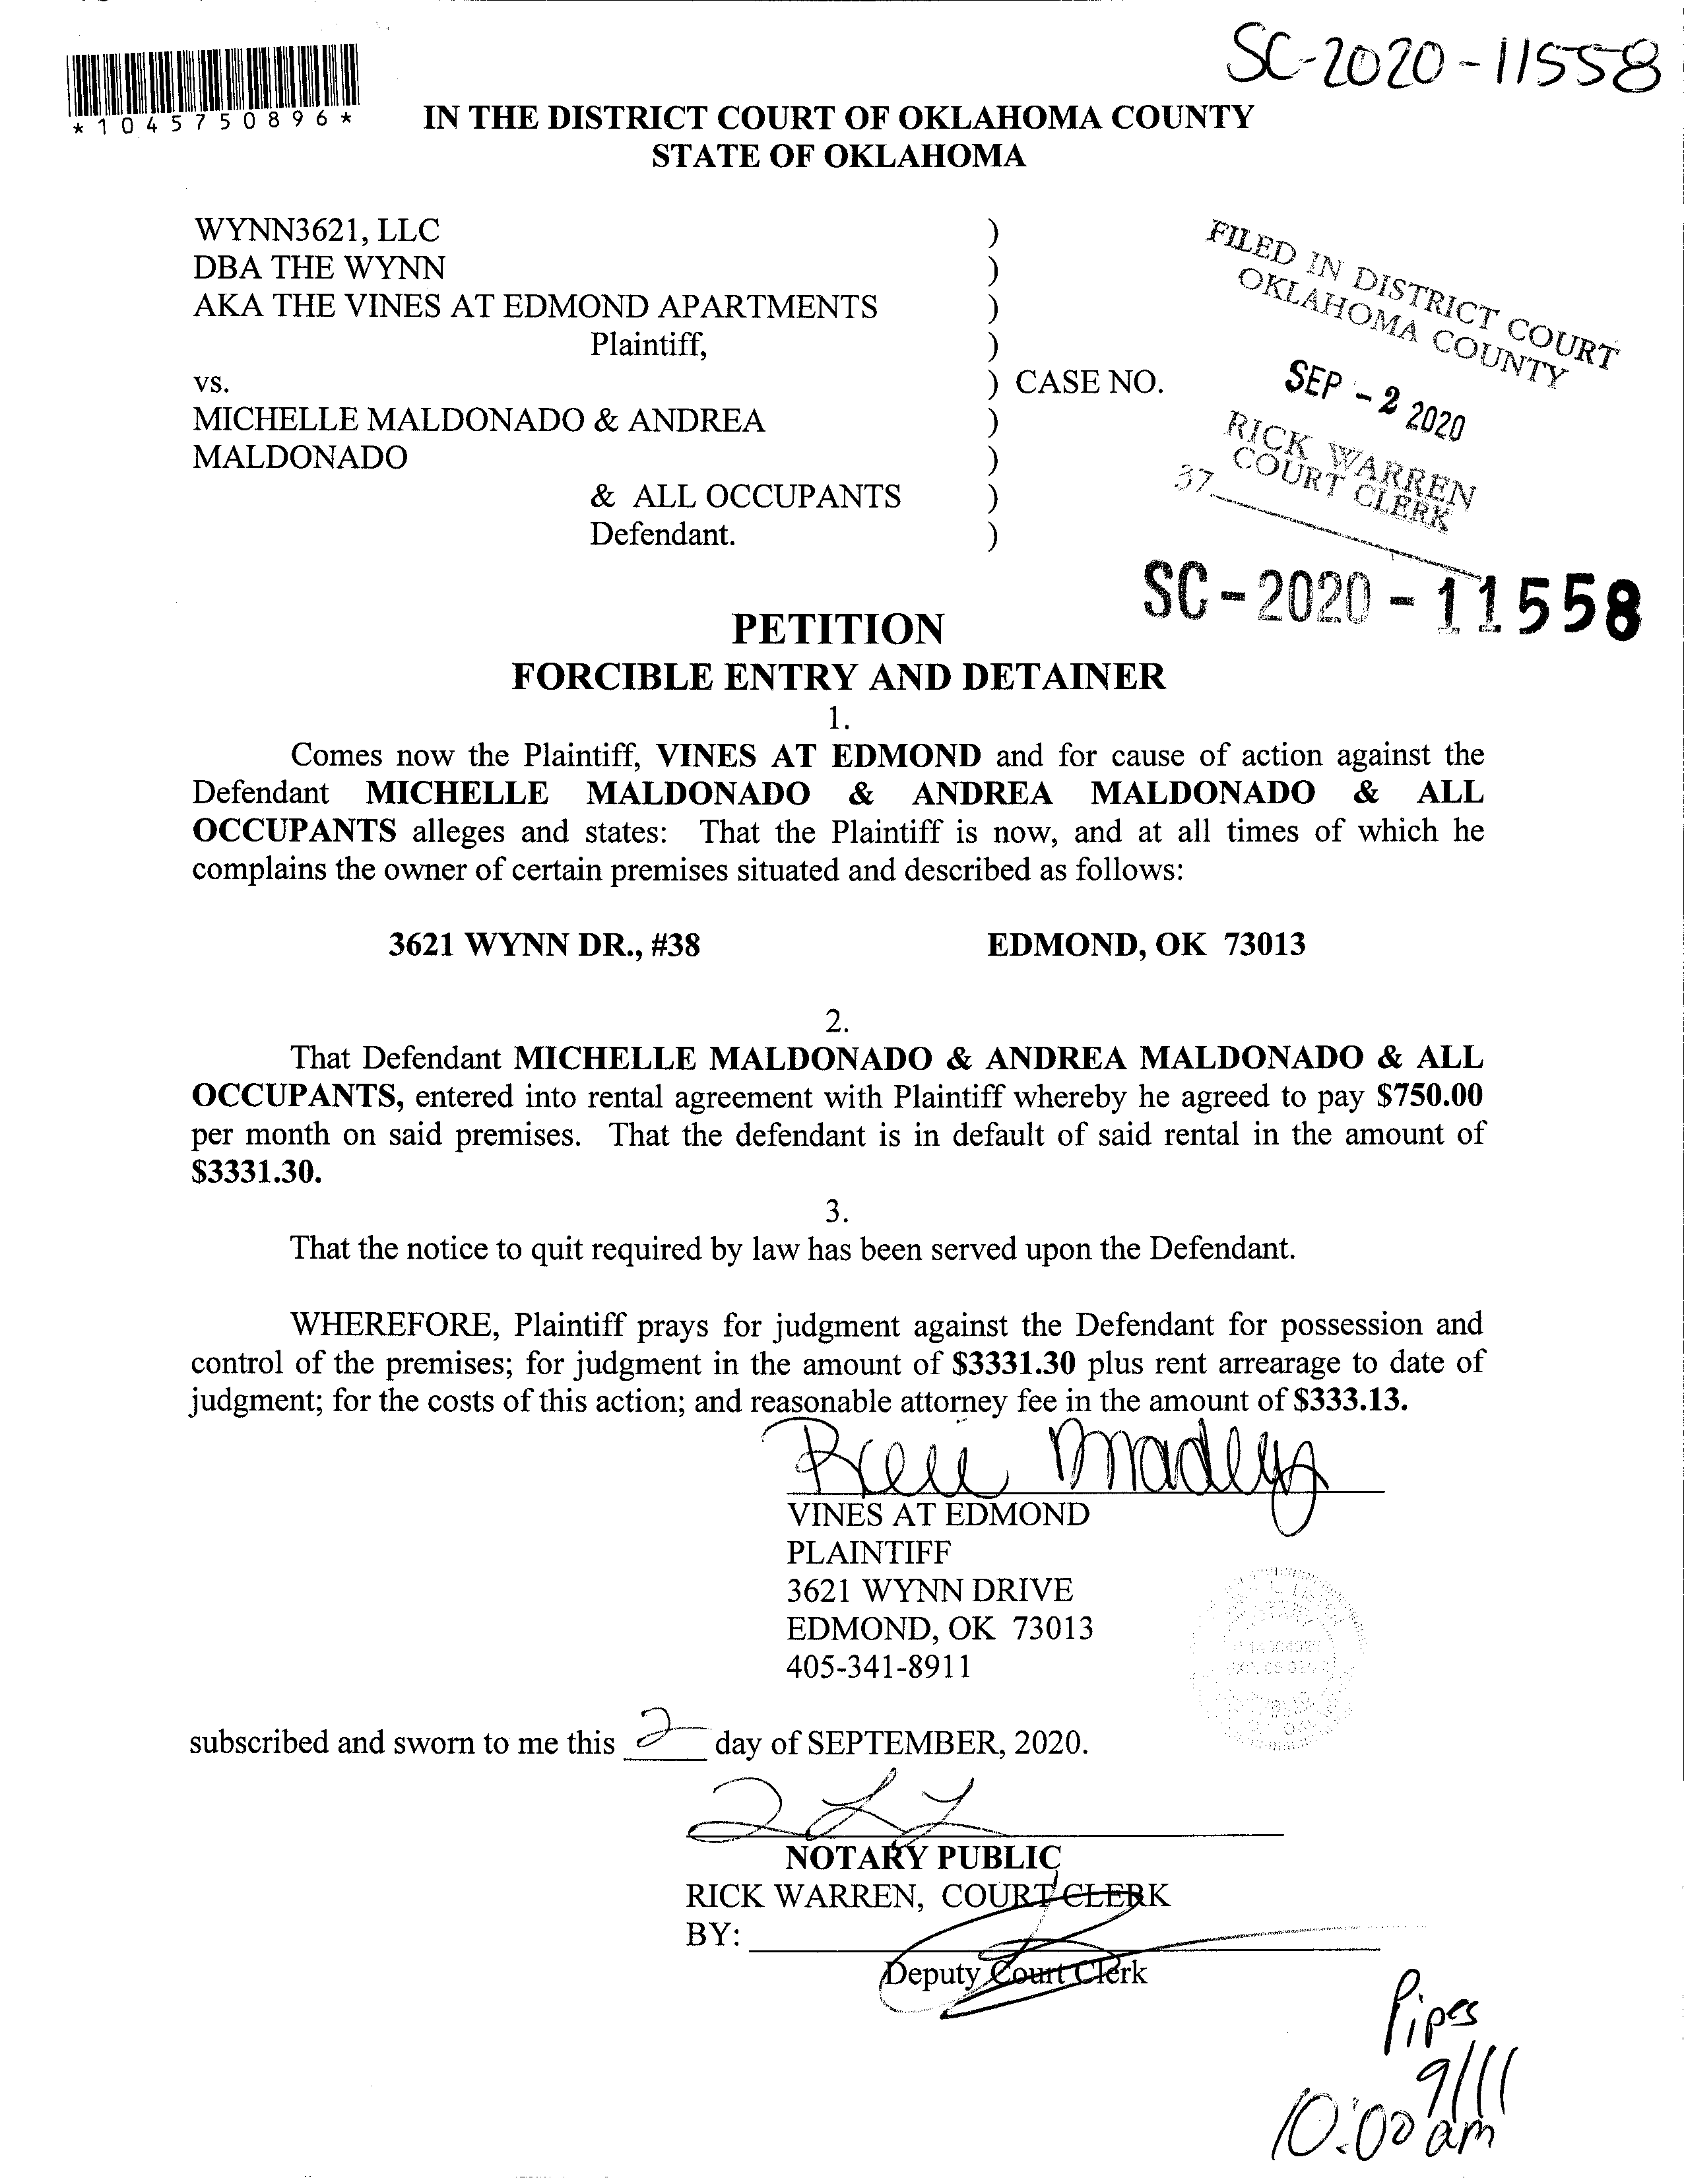 SC-2020-11558
*1045750896*
IN THE DISTRICT COURT OF OKLAHOMA COUNTY
STATE OF OKLAHOMA
WYNN3621, LLC )
DBA THE WYNN )
AKA THE VINES AT EDMOND APARTMENTS )
Plaintiff, )
vs. ) CASE NO.
MICHELLE MALDONADO & ANDREA )
MALDONADO )
& ALL OCCUPANTS )
Defendant. )
FILED IN DISTRICT COURT
OKLAHOMA COUNTY
SEP - 2 2020
RICK WARREN
COURT CLERK
37
SC-2020-11558
PETITION
FORCIBLE ENTRY AND DETAINER
1.
Comes now the Plaintiff, VINES AT EDMOND and for cause of action against the
Defendant MICHELLE MALDONADO & ANDREA MALDONADO & ALL
OCCUPANTS alleges and states: That the Plaintiff is now, and at all times of which he
complains the owner of certain premises situated and described as follows:
3621 WYNN DR., #38 EDMOND, OK 73013
2.
That Defendant MICHELLE MALDONADO & ANDREA MALDONADO & ALL
OCCUPANTS, entered into rental agreement with Plaintiff whereby he agreed to pay $750.00
per month on said premises. That the defendant is in default of said rental in the amount of
$3331.30.
3.
That the notice to quit required by law has been served upon the Defendant.
WHEREFORE, Plaintiff prays for judgment against the Defendant for possession and
control of the premises; for judgment in the amount of $3331.30 plus rent arrearage to date of
judgment; for the costs of this action; and reasonable attorney fee in the amount of $333.13.
VINES AT EDMOND
PLAINTIFF
3621 WYNN DRIVE
EDMOND, OK 73013
405-341-8911
subscribed and sworn to me this 2 day of SEPTEMBER, 2020.
NOTARY PUBLIC
RICK WARREN, COURT CLERK
BY:
Deputy Court Clerk
Pipes
9/11
10:00 am